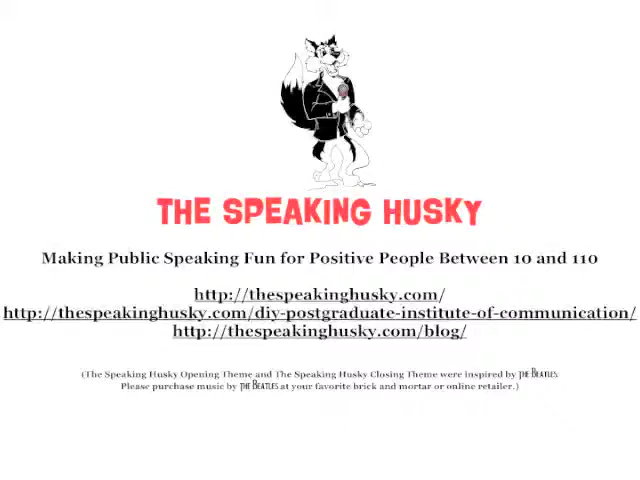 THE SPEAKING HUSKY
Making Public Speaking Fun for Positive People Between 10 and 110
http://thespeakinghusky.com/
http://thespeakinghusky.com/diy-postgraduate-institute-of-communication/
http://thespeakinghusky.com/blog/
(The Speaking Husky Opening Theme and The Speaking Husky Closing Theme were inspired by THE BEATLES.
Please purchase music by THE BEATLES at your favorite brick and mortar or online retailer.)